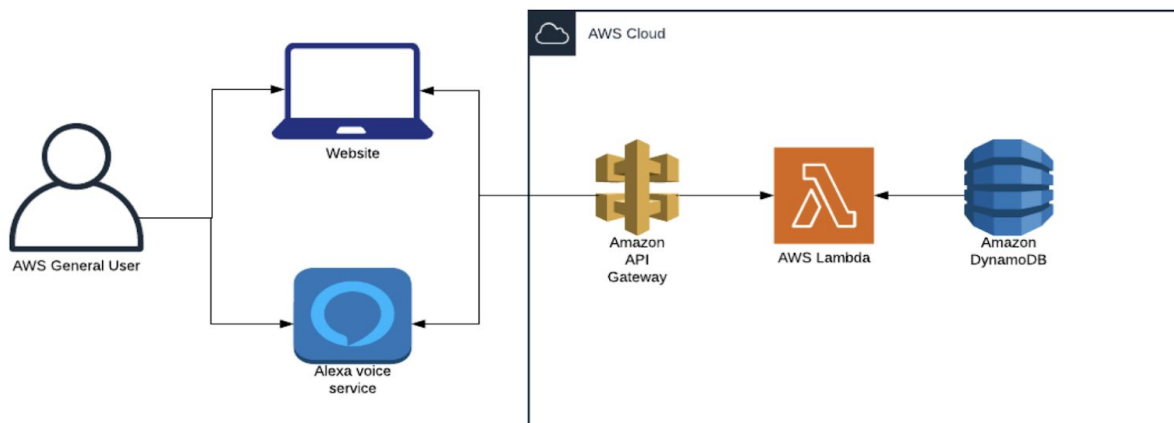 AWS Cloud
Website
AWS General User
Alexa voice
service
Amazon
API
Gateway
AWS Lambda
Amazon
DynamoDB